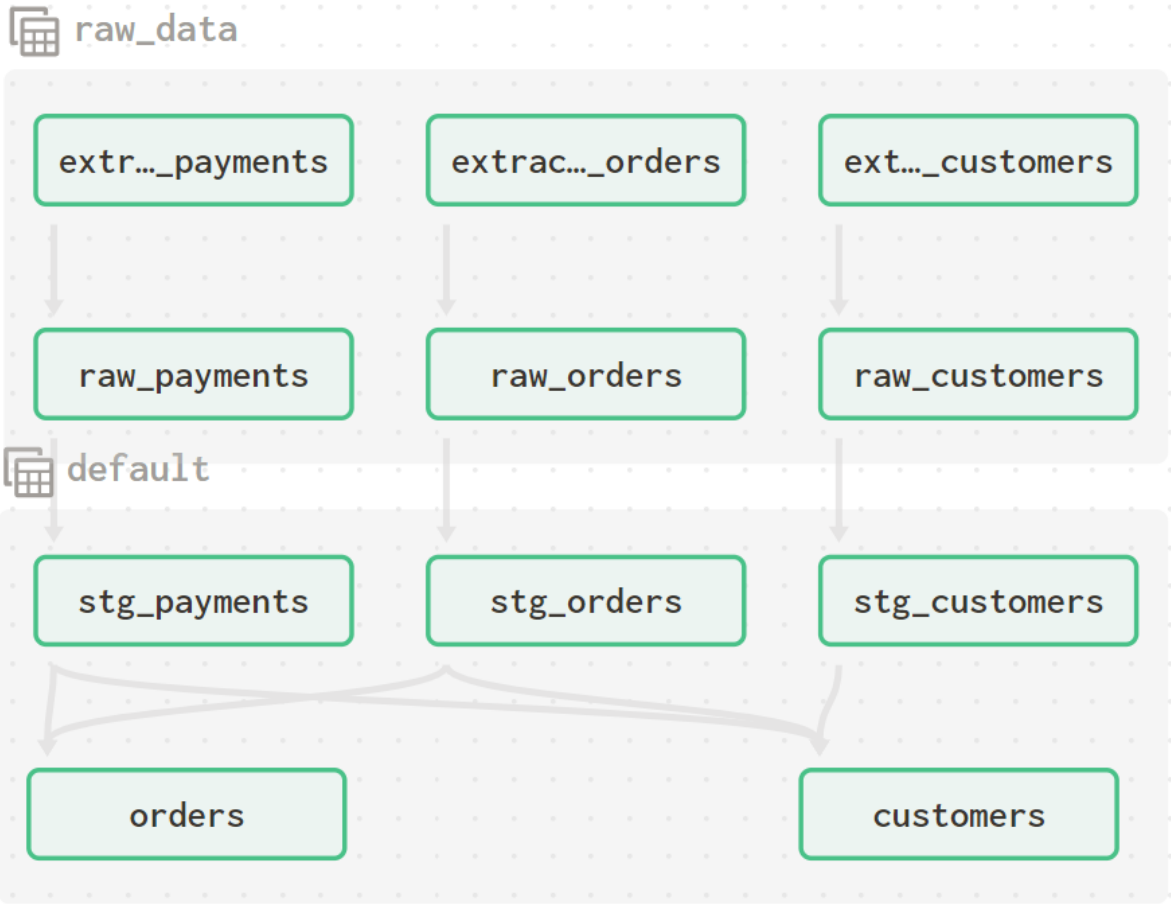 raw_data
extr…_payments
extrac…_orders
ext…_customers
raw_payments
raw_orders
raw_customers
default
stg_payments
stg_orders
stg_customers
orders
customers